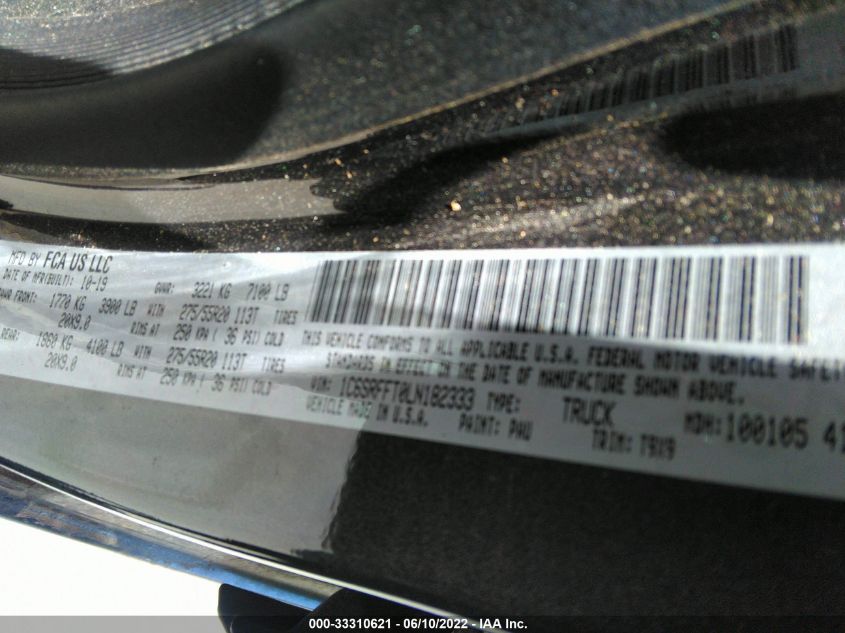 MFD BY FCA US LLC
DATE OF MFR(BUILT): 10-19 GVWR: 3221 KG 7100 LB
GAWR FRONT: 1770 KG 3900 LB WITH 275/55R20 113T TIRES
20X9.0 RIMS AT 250 KPA ( 36 PSI) COLD
REAR: 1860 KG 4100 LB WITH 275/55R20 113T TIRES
20X9.0 RIMS AT 250 KPA ( 36 PSI) COLD
THIS VEHICLE CONFORMS TO ALL APPLICABLE U.S.A. FEDERAL MOTOR VEHICLE SAFETY
STANDARDS IN EFFECT ON THE DATE OF MANUFACTURE SHOWN ABOVE.
VIN: 1C6SRFFT0LN182333 TYPE: TRUCK MDH:100105 41
VEHICLE MADE IN U.S.A. PAINT: PAU TRIM: T9X9
000-33310621 - 06/10/2022 - IAA Inc.